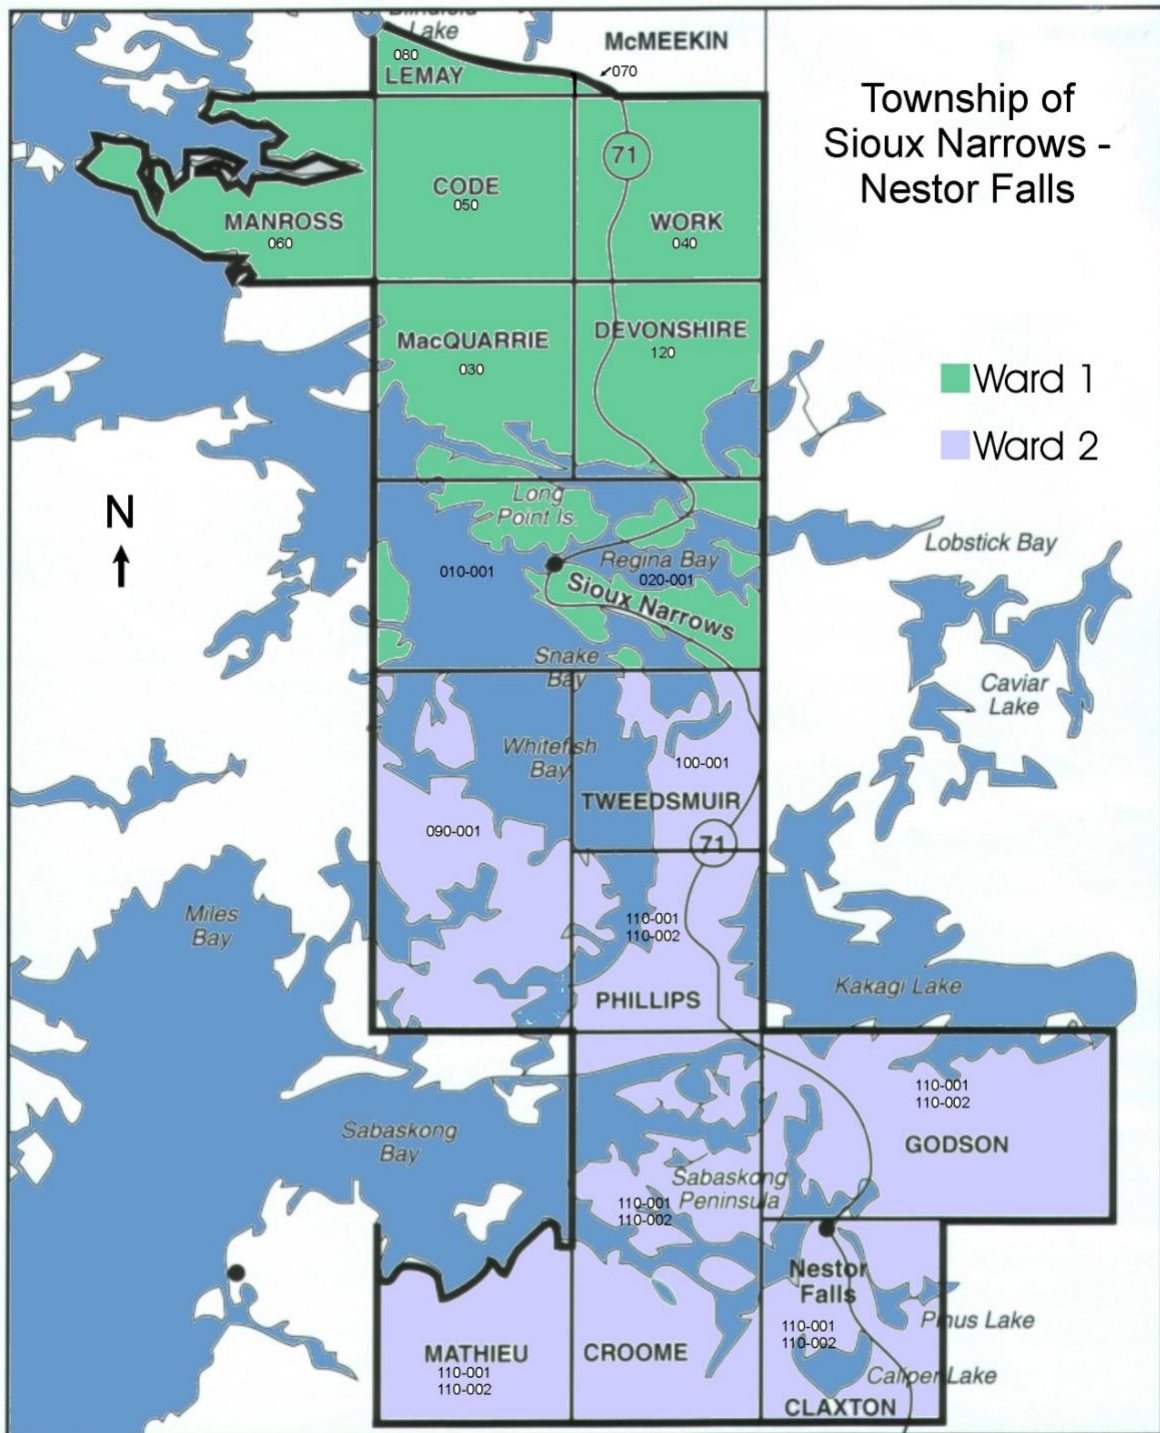 Lake
McMEEKIN
080
LEMAY
070
Township of
Sioux Narrows -
Nestor Falls
71
CODE
050
MANROSS
060
WORK
040
MacQUARRIE
030
DEVONSHIRE
120
Ward 1
Ward 2
N
Long
Point Is.
Lobstick Bay
Regina Bay
010-001
020-001
Sioux Narrows
Snake
Bay
Caviar
Lake
Whitefish
Bay
100-001
TWEEDSMUIR
090-001
71
Miles
Bay
110-001
110-002
Kakagi Lake
PHILLIPS
110-001
110-002
Sabaskong
Bay
GODSON
Sabaskong
Peninsula
110-001
110-002
Nestor
Falls
Pinus Lake
110-001
110-002
MATHIEU
110-001
110-002
CROOME
Caliper Lake
CLAXTON